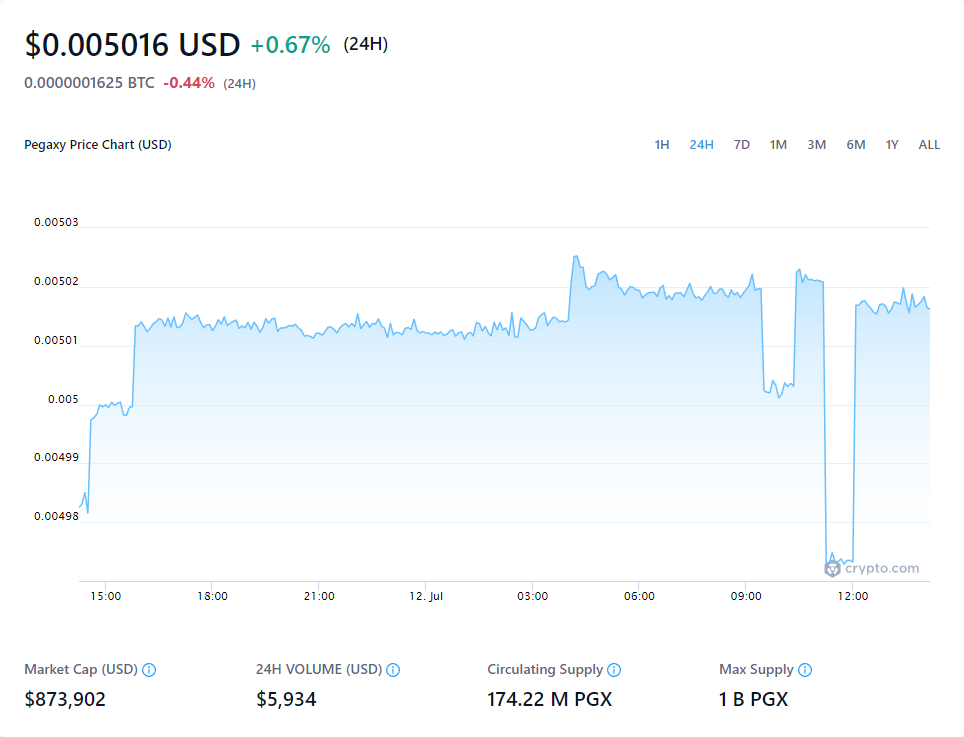 $0.005016 USD +0.67% (24H)
0.0000001625 BTC -0.44% (24H)
Pegaxy Price Chart (USD) 1H 24H 7D 1M 3M 6M 1Y ALL
0.00503
0.00502
0.00501
0.005
0.00499
0.00498
crypto.com
15:00 18:00 21:00 12. Jul 03:00 06:00 09:00 12:00
Market Cap (USD) 24H VOLUME (USD) Circulating Supply Max Supply
$873,902 $5,934 174.22 M PGX 1 B PGX